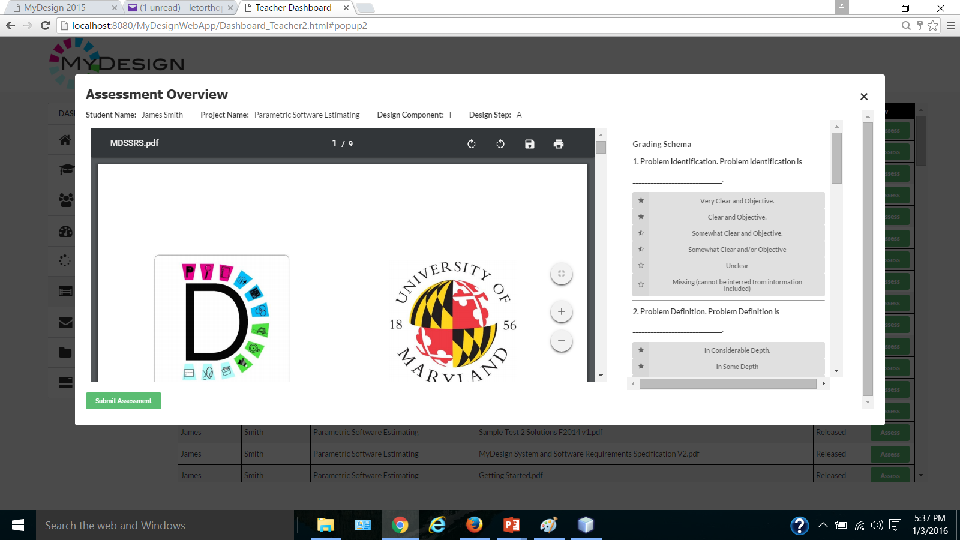 MyDesign 2015
(1 unread) - letorthe
Teacher Dashboard
localhost:8080/MyDesignWebApp/Dashboard_Teacher2.html#popup2
MYDESIGN
Assessment Overview
Student Name: James Smith Project Name: Parametric Software Estimating Design Component: I Design Step: A
DAS
MDSSRS.pdf 1 / 9
Grading Schema
1. Problem Identification. Problem Identification is
____________________.
Very Clear and Objective.
Clear and Objective.
Somewhat Clear and Objective.
Somewhat Clear and/or Objective
Unclear
Missing (cannot be inferred from information
included)
2. Problem Definition. Problem Definition is
____________________.
In Considerable Depth.
In Some Depth
D
UNIVERSITY OF
18 56
MARYLAND
Submit Assessment
James Smith Parametric Software Estimating Sample Test 2 Solutions F2014 v1.pdf Released Assess
James Smith Parametric Software Estimating MyDesign System and Software Requirements Specification V2.pdf Released Assess
James Smith Parametric Software Estimating Getting Started.pdf Released Assess
Search the web and Windows
5:37 PM
1/3/2016